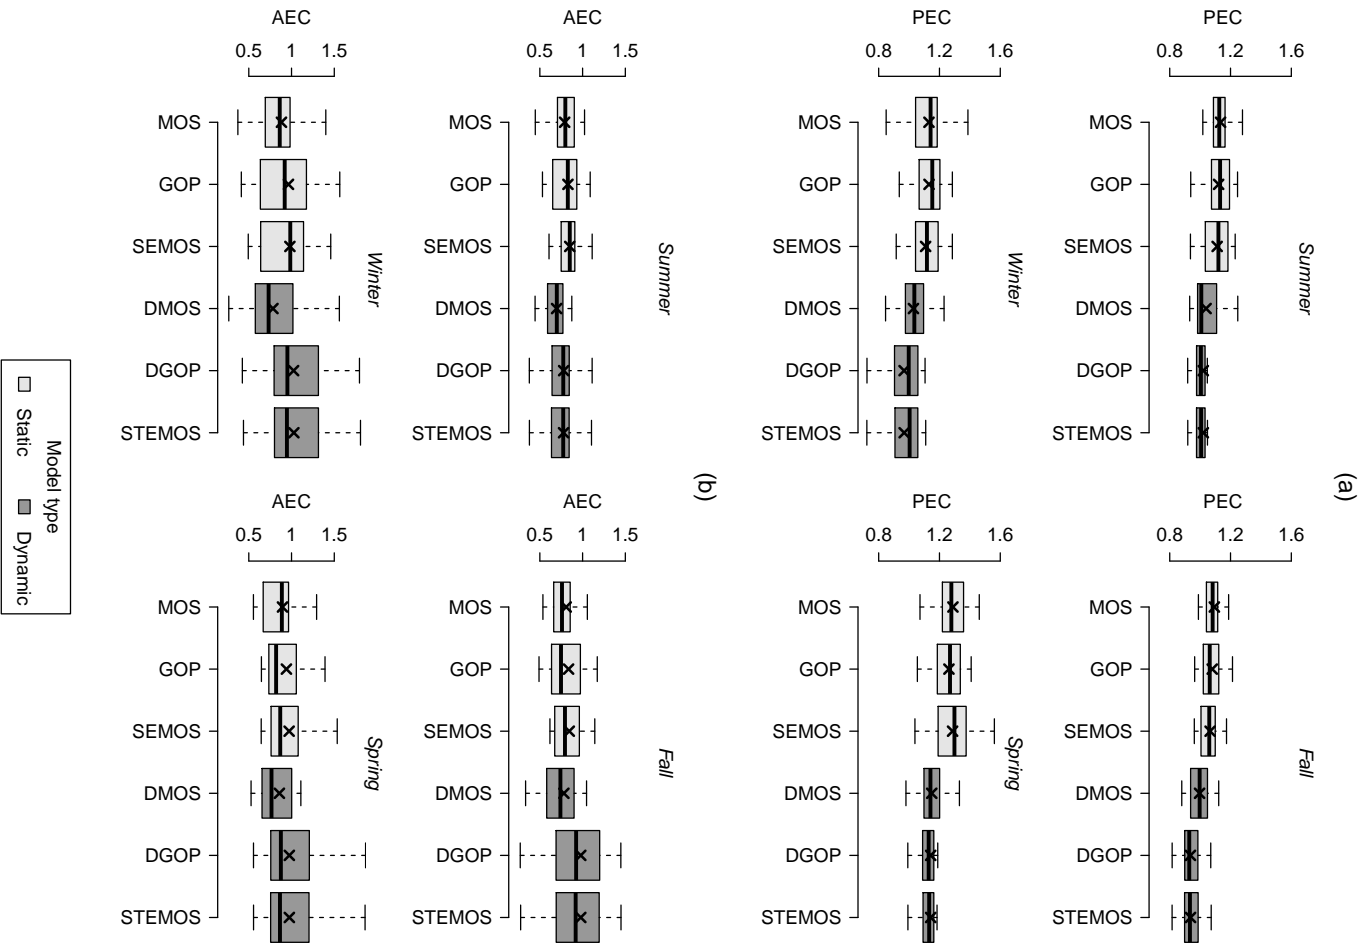 (a)
Summer
PEC
0.8 1.2 1.6
MOS
GOP
SEMOS
DMOS
DGOP
STEMOS
Fall
PEC
0.8 1.2 1.6
MOS
GOP
SEMOS
DMOS
DGOP
STEMOS
Winter
PEC
0.8 1.2 1.6
MOS
GOP
SEMOS
DMOS
DGOP
STEMOS
Spring
PEC
0.8 1.2 1.6
MOS
GOP
SEMOS
DMOS
DGOP
STEMOS
(b)
Summer
AEC
0.5 1 1.5
MOS
GOP
SEMOS
DMOS
DGOP
STEMOS
Fall
AEC
0.5 1 1.5
MOS
GOP
SEMOS
DMOS
DGOP
STEMOS
Winter
AEC
0.5 1 1.5
MOS
GOP
SEMOS
DMOS
DGOP
STEMOS
Spring
AEC
0.5 1 1.5
MOS
GOP
SEMOS
DMOS
DGOP
STEMOS
Model type
Static Dynamic